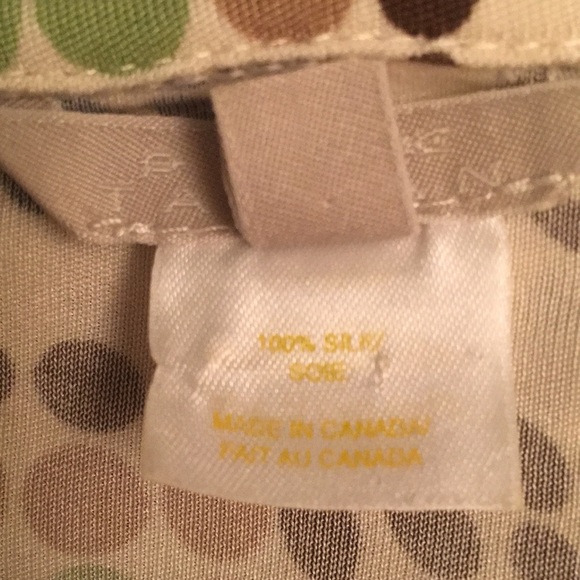 100% SILK/
SOIE
MADE IN CANADA/
FAIT AU CANADA